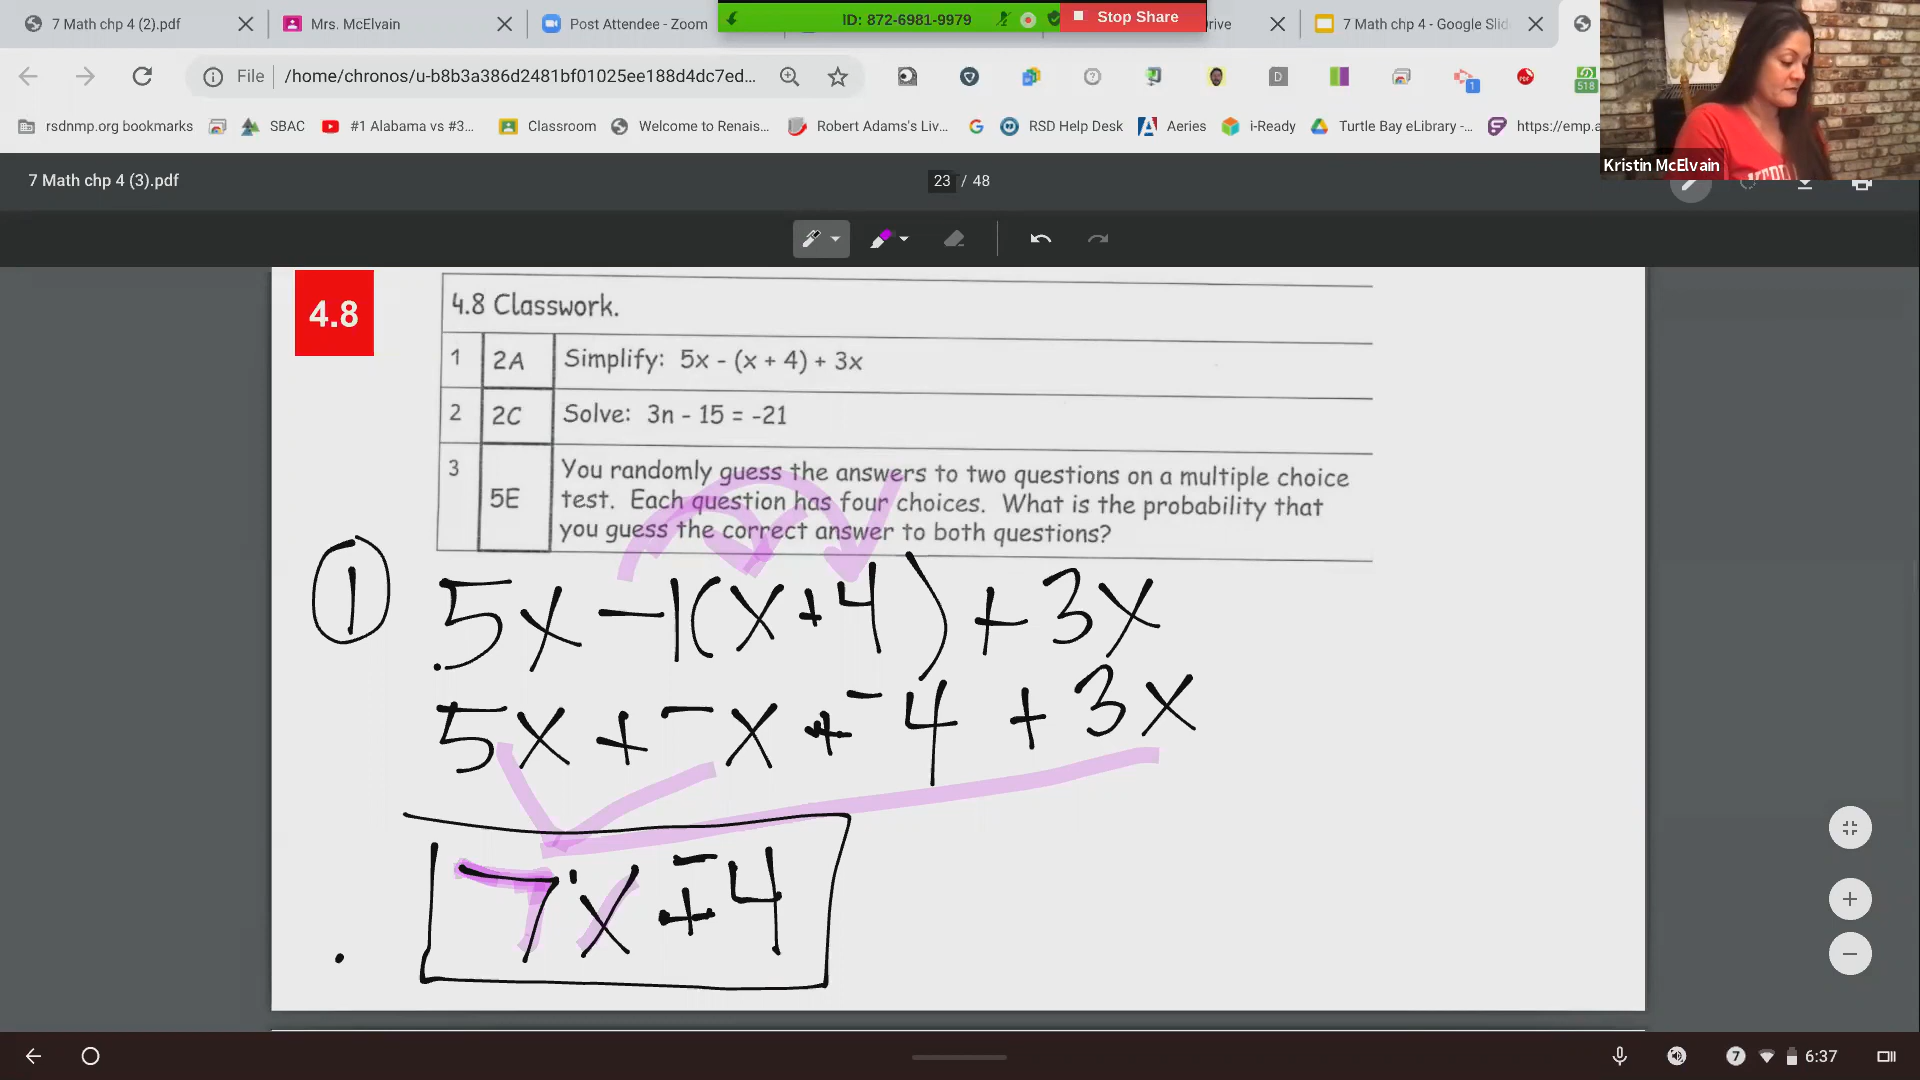 7 Math chp 4 (2).pdf
Mrs. McElvain
Post Attendee - Zoom
ID: 872-6981-9979
Stop Share
rive
7 Math chp 4 - Google Slid
File
/home/chronos/u-b8b3a386d2481bf01025ee188d4dc7ed...
D
1
PDF
518
rsdnmp.org bookmarks
SBAC
#1 Alabama vs #3...
Classroom
Welcome to Renais...
Robert Adams's Liv...
RSD Help Desk
Aeries
i-Ready
Turtle Bay eLibrary -...
https://emp.a
Kristin McElvain
7 Math chp 4 (3).pdf
23 / 48
4.8
4.8 Classwork.
1 2A Simplify: 5x - (x + 4) + 3x
2 2C Solve: 3n - 15 = -21
3 5E You randomly guess the answers to two questions on a multiple choice
test. Each question has four choices. What is the probability that
you guess the correct answer to both questions?
1 5x -1(x+4) + 3x
5x + -x + -4 + 3x
7x + -4
7
6:37